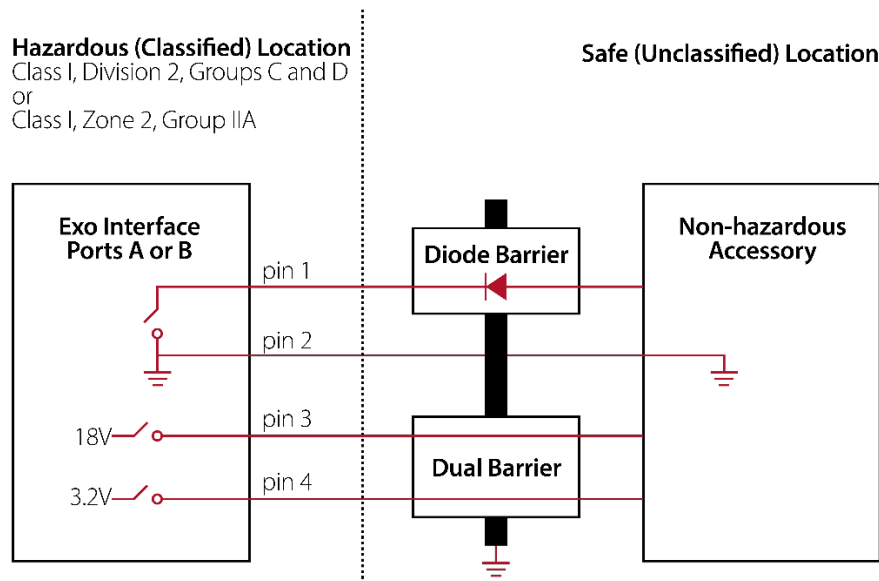 Hazardous (Classified) Location
Class I, Division 2, Groups C and D
or
Class I, Zone 2, Group IIA
Safe (Unclassified) Location
Exo Interface
Ports A or B
pin 1
pin 2
pin 3
pin 4
18V
3.2V
Diode Barrier
Dual Barrier
Non-hazardous
Accessory